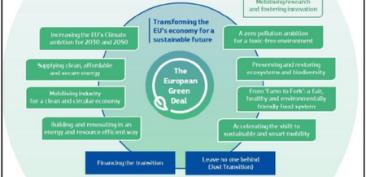 Mobilising research
and fostering innovation
Transforming the
EU's economy for a
sustainable future
Increasing the EU's Climate
ambition for 2030 and 2050
A zero pollution ambition
for a toxic-free environment
Supplying clean, affordable
and secure energy
Preserving and restoring
ecosystems and biodiversity
The
European
Green
Deal
Mobilising industry
for a clean and circular economy
From 'Farm to Fork': a fair,
healthy and environmentally
friendly food system
Building and renovating in an
energy and resource efficient way
Accelerating the shift to
sustainable and smart mobility
Financing the transition
Leave no one behind
(Just Transition)